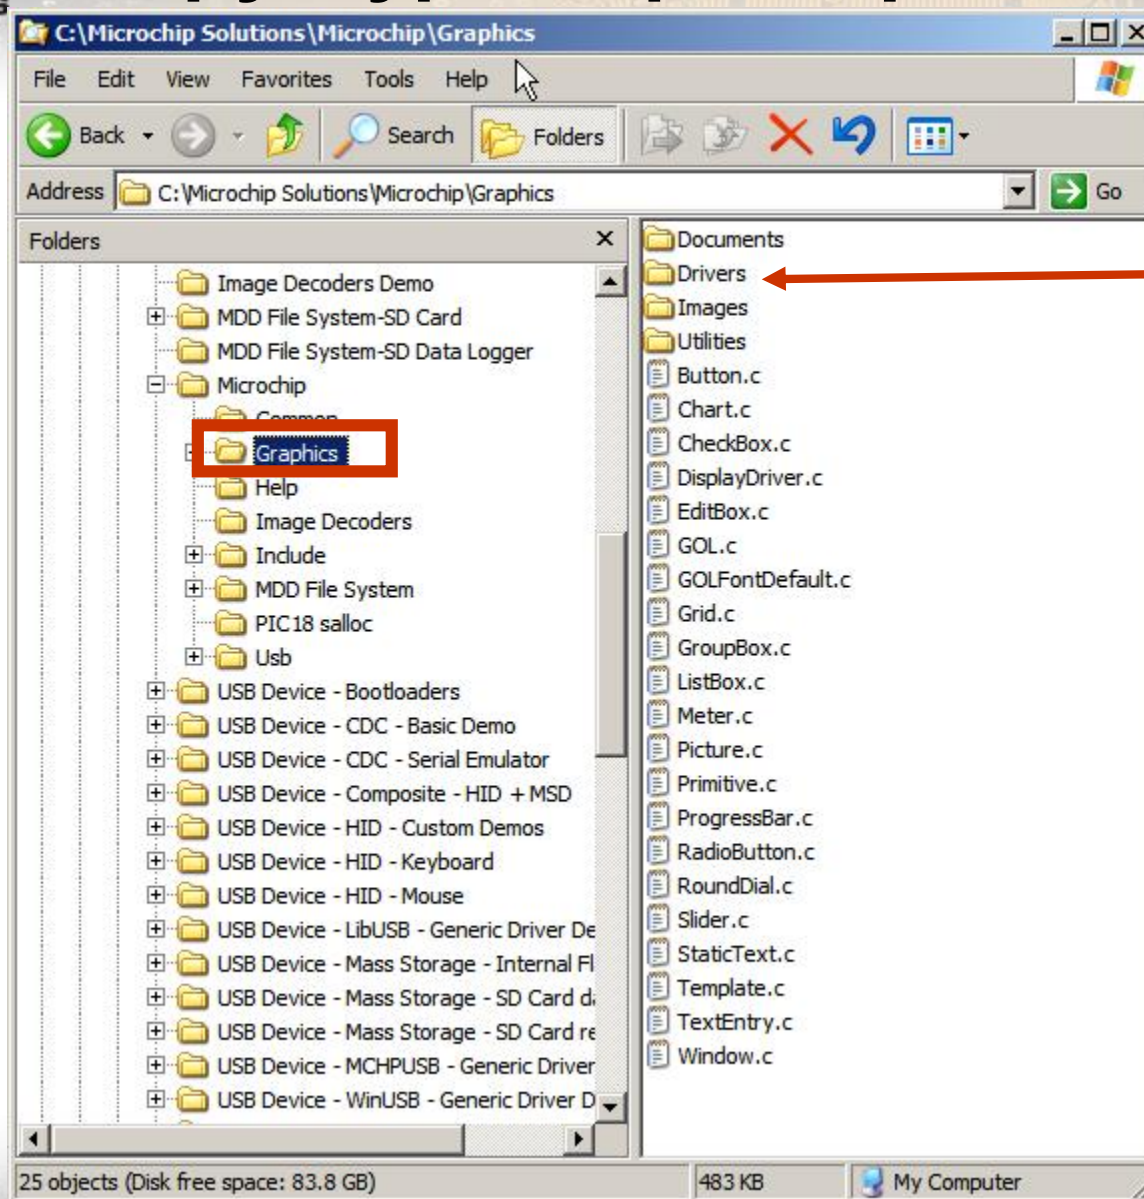 C:\Microchip Solutions\Microchip\Graphics
File Edit View Favorites Tools Help
Back Search Folders
Address C:\Microchip Solutions\Microchip\Graphics Go
Folders
Image Decoders Demo
MDD File System-SD Card
MDD File System-SD Data Logger
Microchip
Common
Graphics
Help
Image Decoders
Include
MDD File System
PIC18 salloc
Usb
USB Device - Bootloaders
USB Device - CDC - Basic Demo
USB Device - CDC - Serial Emulator
USB Device - Composite - HID + MSD
USB Device - HID - Custom Demos
USB Device - HID - Keyboard
USB Device - HID - Mouse
USB Device - LibUSB - Generic Driver De
USB Device - Mass Storage - Internal Fl
USB Device - Mass Storage - SD Card d
USB Device - Mass Storage - SD Card re
USB Device - MCHPUSB - Generic Driver
USB Device - WinUSB - Generic Driver D
Documents
Drivers
Images
Utilities
Button.c
Chart.c
CheckBox.c
DisplayDriver.c
EditBox.c
GOL.c
GOLFontDefault.c
Grid.c
GroupBox.c
ListBox.c
Meter.c
Picture.c
Primitive.c
ProgressBar.c
RadioButton.c
RoundDial.c
Slider.c
StaticText.c
Template.c
TextEntry.c
Window.c
25 objects (Disk free space: 83.8 GB) 483 KB My Computer